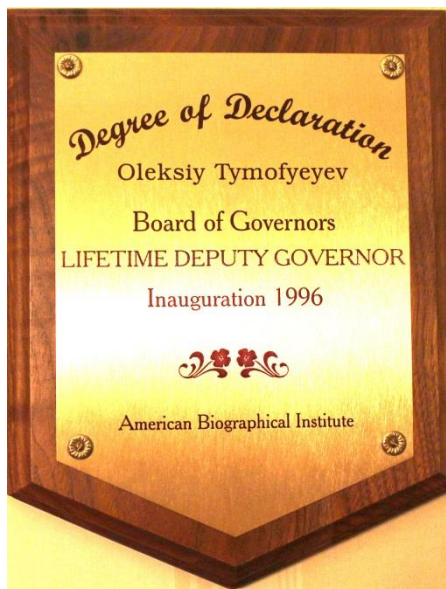 Degree of Declaration
Oleksiy Tymofyeyev
Board of Governors
LIFETIME DEPUTY GOVERNOR
Inauguration 1996
American Biographical Institute